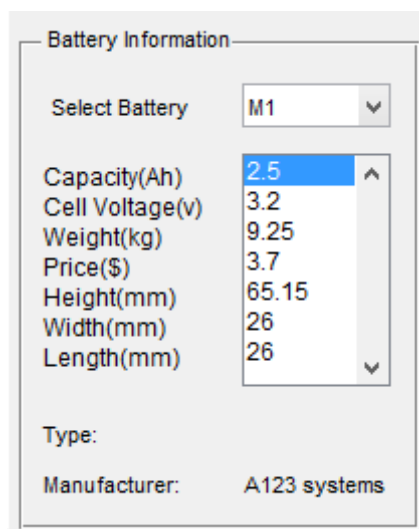 Battery Information
Select Battery M1
Capacity(Ah) 2.5
Cell Voltage(v) 3.2
Weight(kg) 9.25
Price($) 3.7
Height(mm) 65.15
Width(mm) 26
Length(mm) 26
Type:
Manufacturer: A123 systems